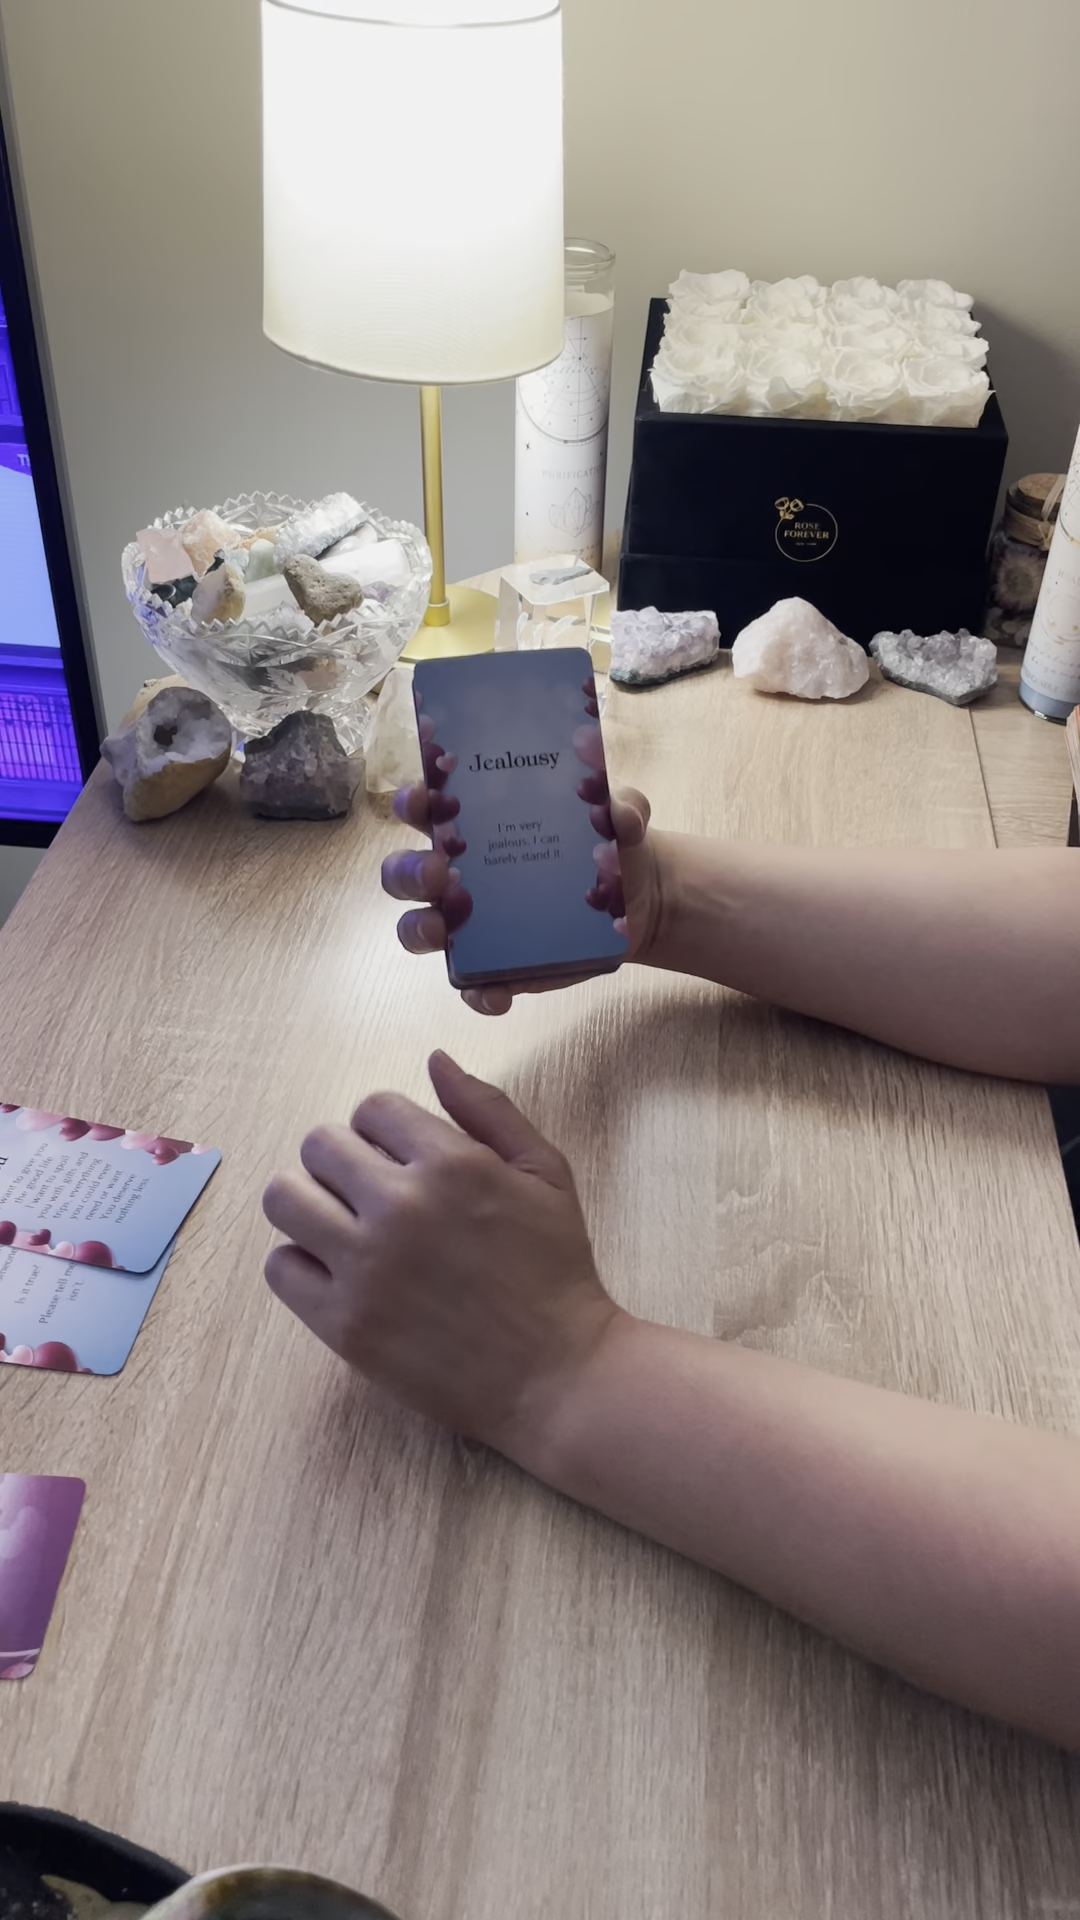 PURIFICATI
ROSE
FOREVER
Jealousy
I'm very
jealous. I can
barely stand it.
want to give you
the good life
I want to spoil
you with gifts and
trips, everything
you could ever
need or want
You deserve
nothing less.
Is it true?
Please tell me
isn't.